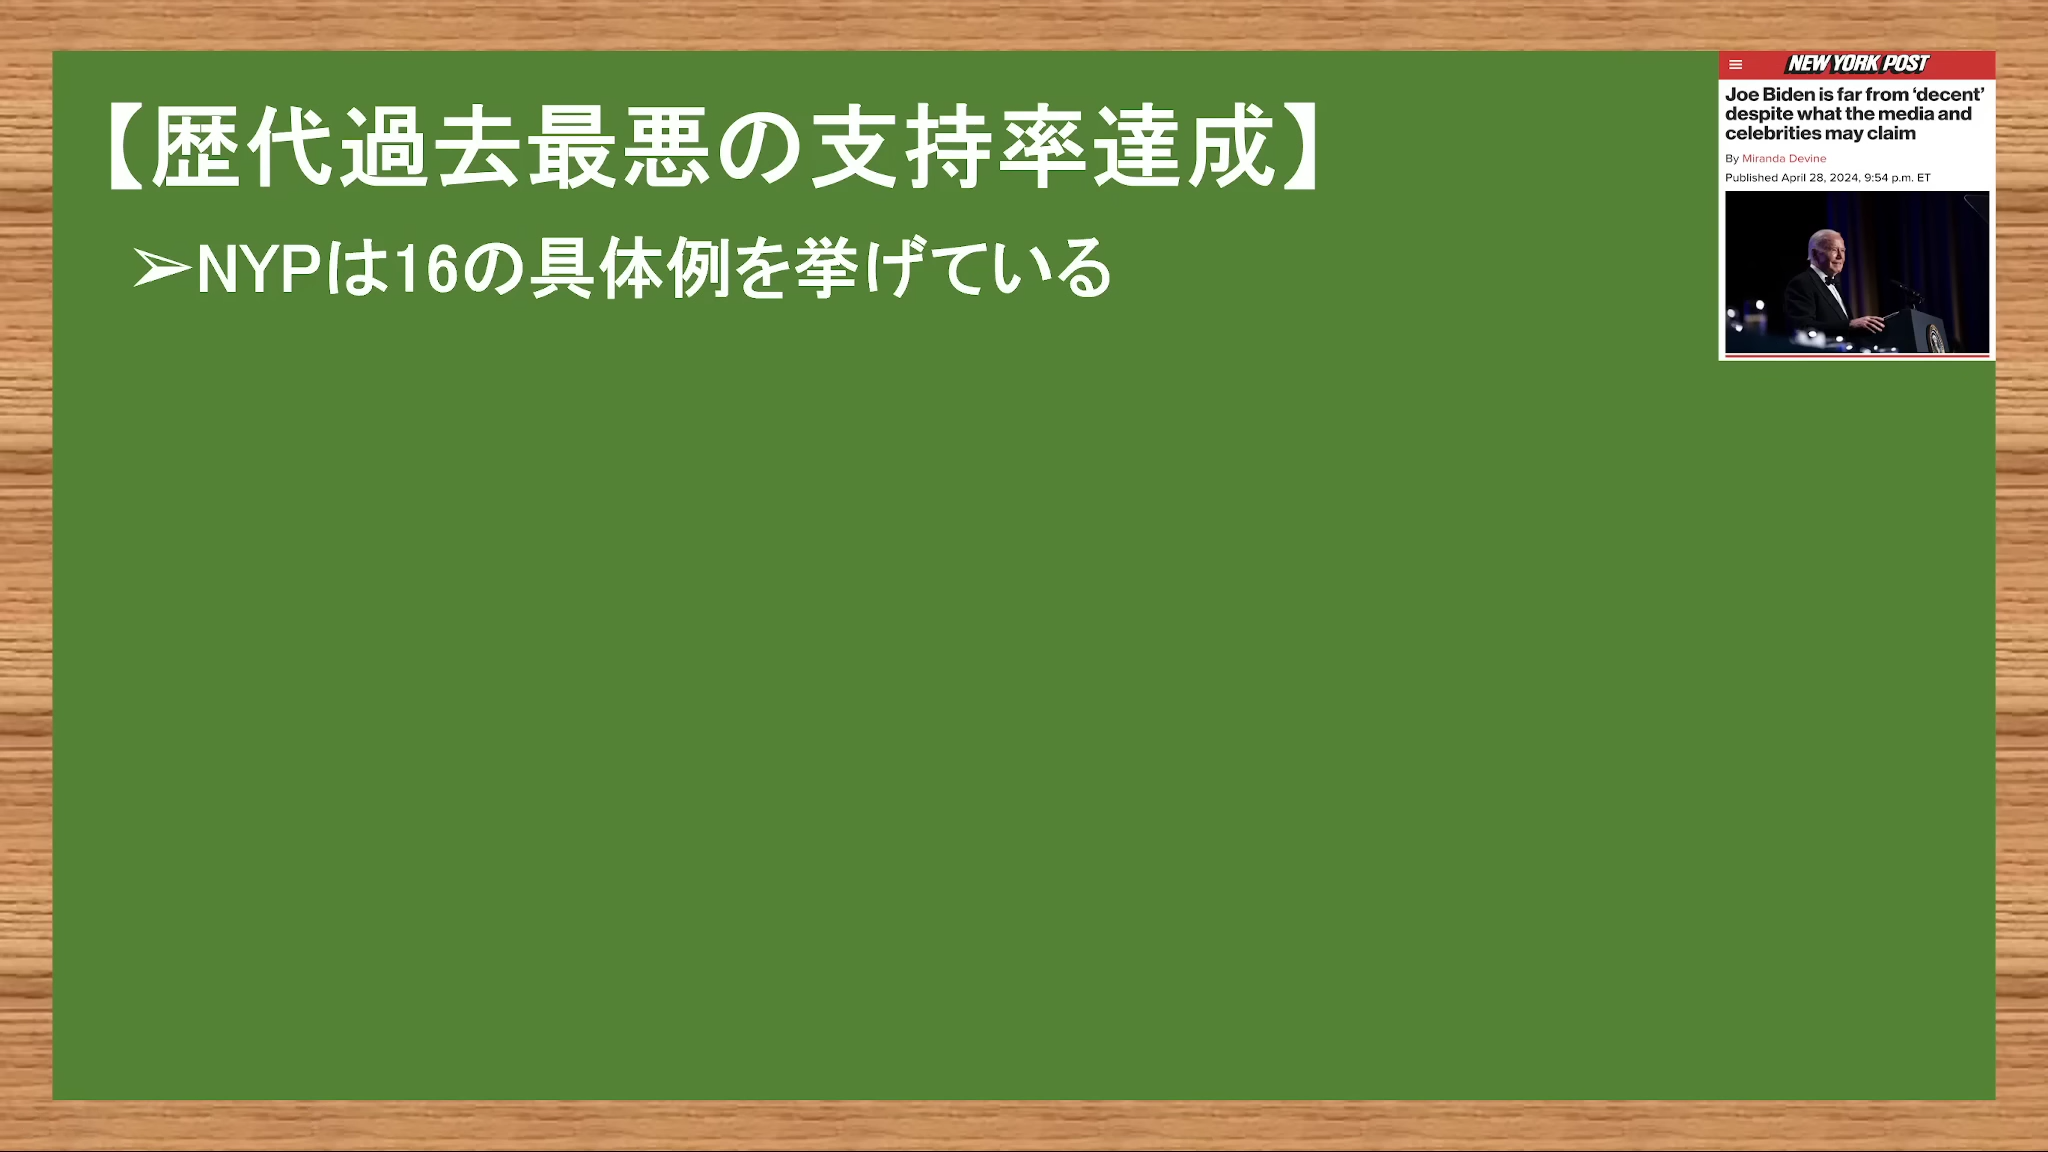 【歴代過去最悪の支持率達成】
➢NYPは16の具体例を挙げている
NEW YORK POST
Joe Biden is far from ‘decent’
despite what the media and
celebrities may claim
By Miranda Devine
Published April 28, 2024, 9:54 p.m. ET